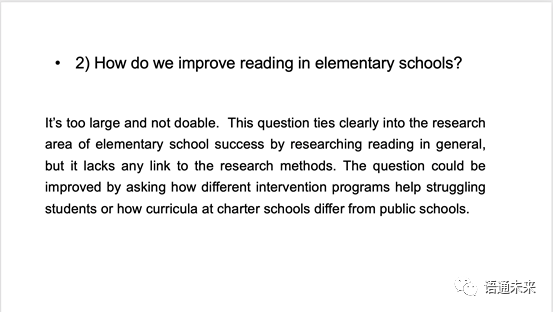 • 2) How do we improve reading in elementary schools?
It's too large and not doable. This question ties clearly into the research
area of elementary school success by researching reading in general,
but it lacks any link to the research methods. The question could be
improved by asking how different intervention programs help struggling
students or how curricula at charter schools differ from public schools.
语通未来